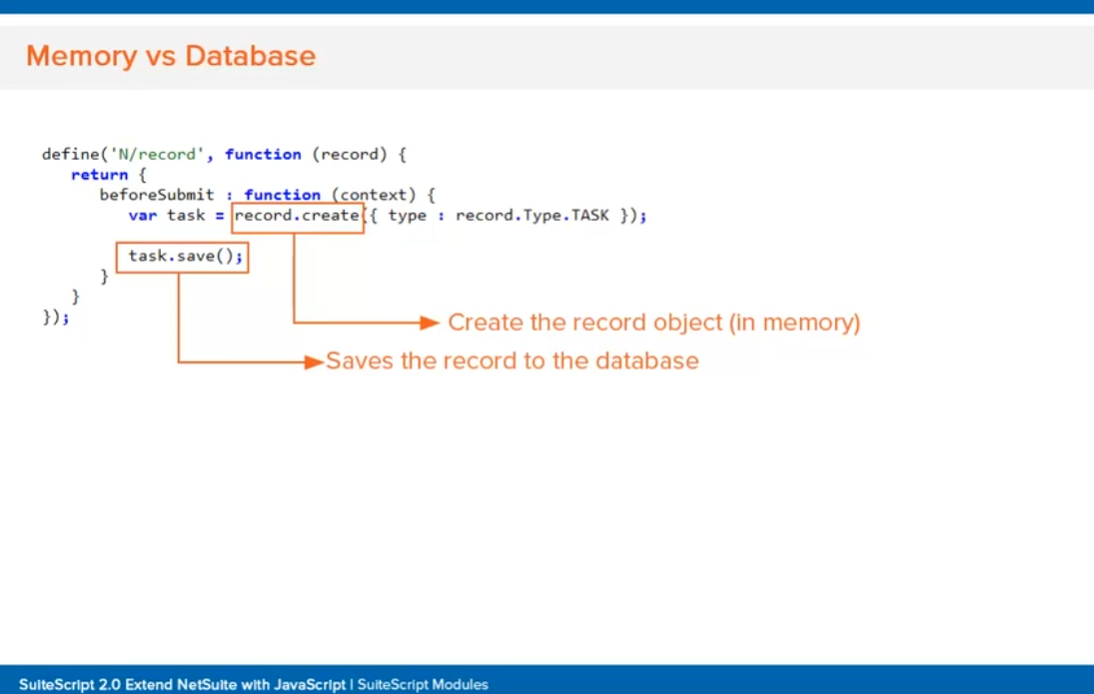 Memory vs Database
define('N/record', function (record) {
return {
beforeSubmit : function (context) {
var task = record.create({ type : record.Type.TASK });
task.save();
}
}
});
Create the record object (in memory)
Saves the record to the database
SuiteScript 2.0 Extend NetSuite with JavaScript | SuiteScript Modules